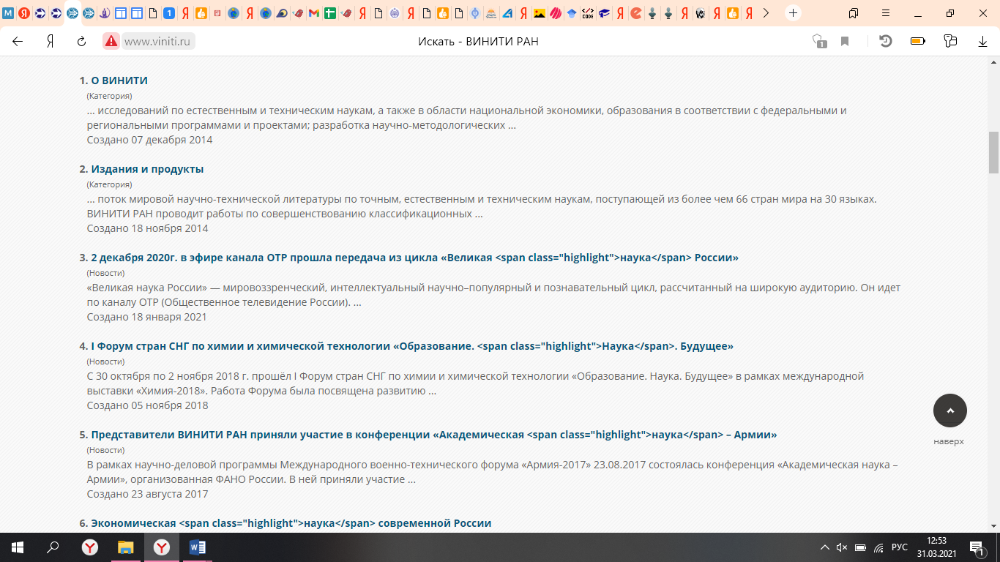 www.viniti.ru
Искать - ВИНИТИ РАН
1
1. О ВИНИТИ
(Категория)
... исследований по естественным и техническим наукам, а также в области национальной экономики, образования в соответствии с федеральными и
региональными программами и проектами; разработка научно-методологических ...
Создано 07 декабря 2014
2. Издания и продукты
(Категория)
... поток мировой научно-технической литературы по точным, естественным и техническим наукам, поступающей из более чем 66 стран мира на 30 языках.
ВИНИТИ РАН проводит работы по совершенствованию классификационных ...
Создано 18 ноября 2014
3. 2 декабря 2020г. в эфире канала ОТР прошла передача из цикла «Великая <span class="highlight">наука</span> России»
(Новости)
«Великая наука России» — мировоззренческий, интеллектуальный научно–популярный и познавательный цикл, рассчитанный на широкую аудиторию. Он идет
по каналу ОТР (Общественное телевидение России). ...
Создано 18 января 2021
4. I Форум стран СНГ по химии и химической технологии «Образование. <span class="highlight">Наука</span>. Будущее»
(Новости)
С 30 октября по 2 ноября 2018 г. прошёл I Форум стран СНГ по химии и химической технологии «Образование. Наука. Будущее» в рамках международной
выставки «Химия-2018». Работа Форума была посвящена развитию ...
Создано 05 ноября 2018
наверх
5. Представители ВИНИТИ РАН приняли участие в конференции «Академическая <span class="highlight">наука</span> – Армии»
(Новости)
В рамках научно-деловой программы Международного военно-технического форума «Армия-2017» 23.08.2017 состоялась конференция «Академическая наука –
Армии», организованная ФАНО России. В ней приняли участие ...
Создано 23 августа 2017
6. Экономическая <span class="highlight">наука</span> современной России
РУС
12:53
31.03.2021
1